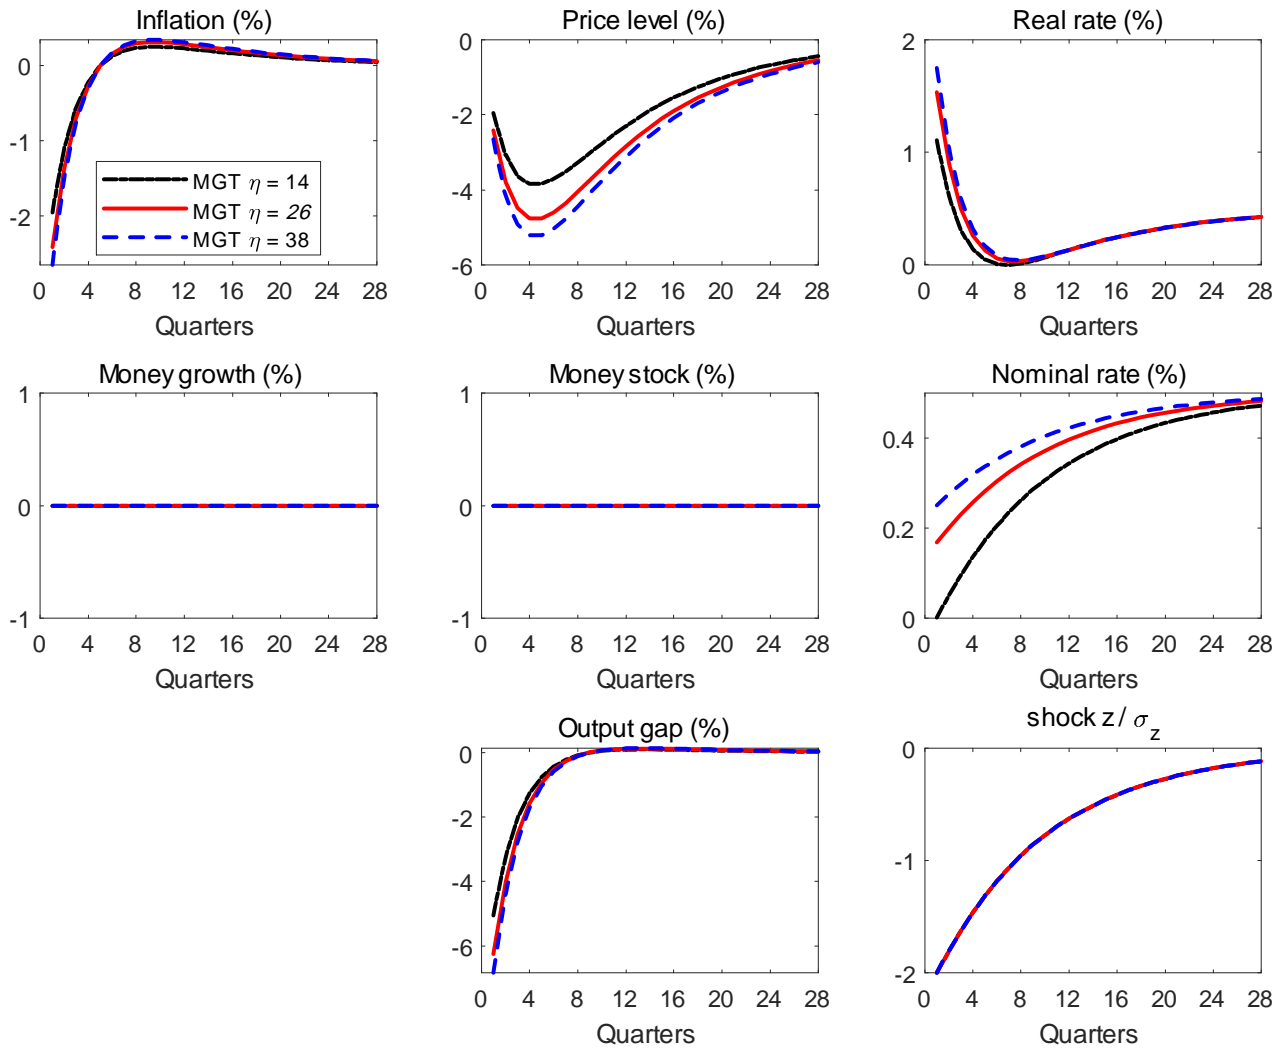 Inflation (%)
0
-1
-2
MGT η = 14
MGT η = 26
MGT η = 38
0 4 8 12 16 20 24 28
Quarters
Price level (%)
0
-2
-4
-6
0 4 8 12 16 20 24 28
Quarters
Real rate (%)
2
1
0
0 4 8 12 16 20 24 28
Quarters
Money growth (%)
1
0
-1
0 4 8 12 16 20 24 28
Quarters
Money stock (%)
1
0
-1
0 4 8 12 16 20 24 28
Quarters
Nominal rate (%)
0.4
0.2
0
0 4 8 12 16 20 24 28
Quarters
Output gap (%)
0
-2
-4
-6
0 4 8 12 16 20 24 28
Quarters
shock z / σ_z
0
-1
-2
0 4 8 12 16 20 24 28
Quarters